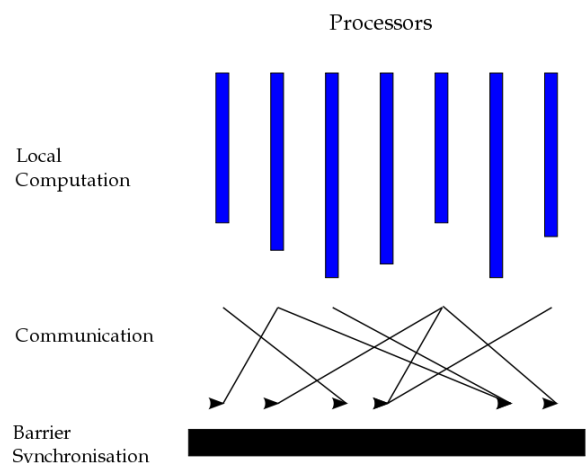 Processors
Local
Computation
Communication
Barrier
Synchronisation